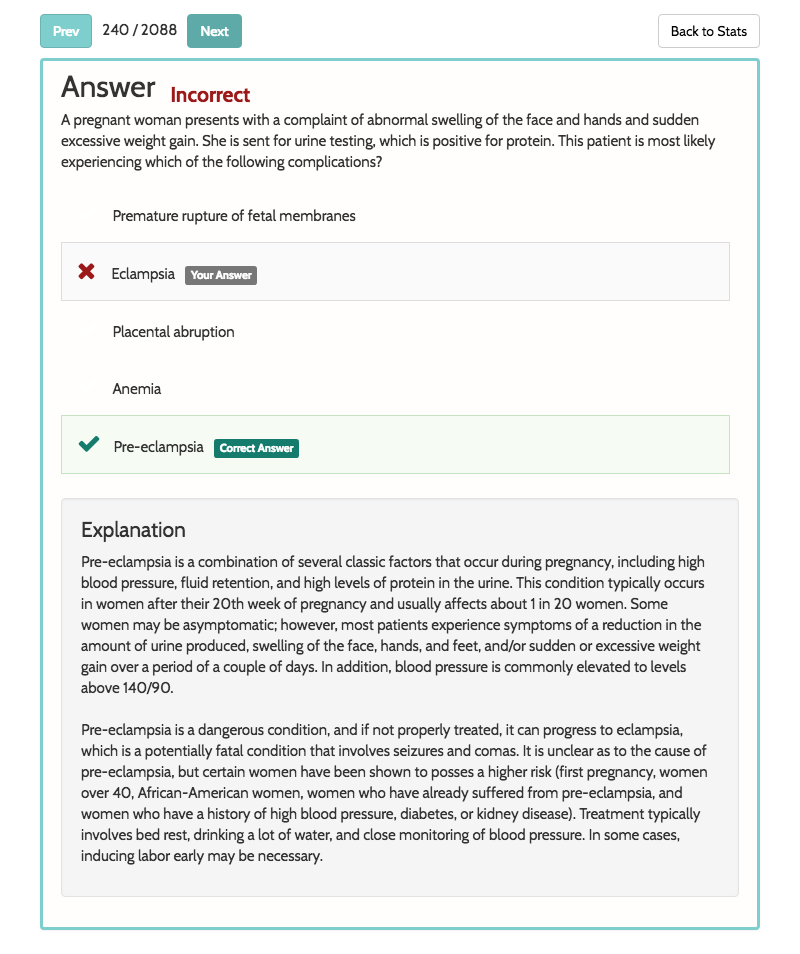 Prev 240 / 2088 Next Back to Stats
Answer Incorrect
A pregnant woman presents with a complaint of abnormal swelling of the face and hands and sudden
excessive weight gain. She is sent for urine testing, which is positive for protein. This patient is most likely
experiencing which of the following complications?
Premature rupture of fetal membranes
Eclampsia Your Answer
Placental abruption
Anemia
Pre-eclampsia Correct Answer
Explanation
Pre-eclampsia is a combination of several classic factors that occur during pregnancy, including high
blood pressure, fluid retention, and high levels of protein in the urine. This condition typically occurs
in women after their 20th week of pregnancy and usually affects about 1 in 20 women. Some
women may be asymptomatic; however, most patients experience symptoms of a reduction in the
amount of urine produced, swelling of the face, hands, and feet, and/or sudden or excessive weight
gain over a period of a couple of days. In addition, blood pressure is commonly elevated to levels
above 140/90.
Pre-eclampsia is a dangerous condition, and if not properly treated, it can progress to eclampsia,
which is a potentially fatal condition that involves seizures and comas. It is unclear as to the cause of
pre-eclampsia, but certain women have been shown to posses a higher risk (first pregnancy, women
over 40, African-American women, women who have already suffered from pre-eclampsia, and
women who have a history of high blood pressure, diabetes, or kidney disease). Treatment typically
involves bed rest, drinking a lot of water, and close monitoring of blood pressure. In some cases,
inducing labor early may be necessary.